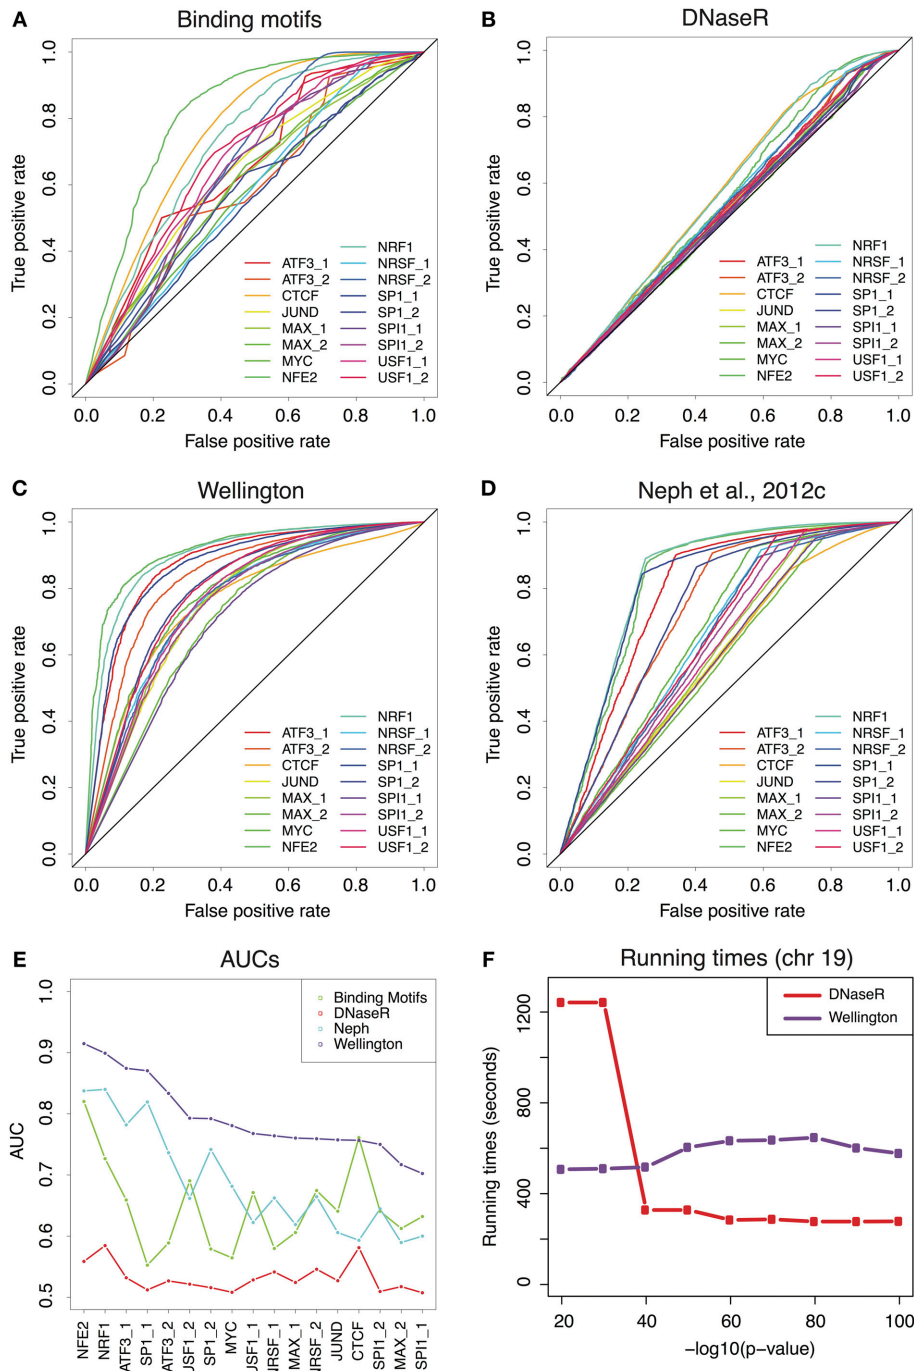 A
Binding motifs
True positive rate
0.0 0.2 0.4 0.6 0.8 1.0
ATF3_1
ATF3_2
CTCF
JUND
MAX_1
MAX_2
MYC
NFE2
NRF1
NRSF_1
NRSF_2
SP1_1
SP1_2
SPI1_1
SPI1_2
USF1_1
USF1_2
0.0 0.2 0.4 0.6 0.8 1.0
False positive rate
B
DNaseR
True positive rate
0.0 0.2 0.4 0.6 0.8 1.0
ATF3_1
ATF3_2
CTCF
JUND
MAX_1
MAX_2
MYC
NFE2
NRF1
NRSF_1
NRSF_2
SP1_1
SP1_2
SPI1_1
SPI1_2
USF1_1
USF1_2
0.0 0.2 0.4 0.6 0.8 1.0
False positive rate
C
Wellington
True positive rate
0.0 0.2 0.4 0.6 0.8 1.0
ATF3_1
ATF3_2
CTCF
JUND
MAX_1
MAX_2
MYC
NFE2
NRF1
NRSF_1
NRSF_2
SP1_1
SP1_2
SPI1_1
SPI1_2
USF1_1
USF1_2
0.0 0.2 0.4 0.6 0.8 1.0
False positive rate
D
Neph et al., 2012c
True positive rate
0.0 0.2 0.4 0.6 0.8 1.0
ATF3_1
ATF3_2
CTCF
JUND
MAX_1
MAX_2
MYC
NFE2
NRF1
NRSF_1
NRSF_2
SP1_1
SP1_2
SPI1_1
SPI1_2
USF1_1
USF1_2
0.0 0.2 0.4 0.6 0.8 1.0
False positive rate
E
AUCs
AUC
0.5 0.6 0.7 0.8 0.9 1.0
Binding Motifs
DNaseR
Neph
Wellington
NFE2
NRF1
ATF3_1
SP1_1
ATF3_2
USF1_2
SP1_2
MYC
USF1_1
NRSF_1
MAX_1
NRSF_2
JUND
CTCF
SPI1_2
MAX_2
SPI1_1
F
Running times (chr 19)
Running times (seconds)
0 400 800 1200
DNaseR
Wellington
20 40 60 80 100
−log10(p-value)